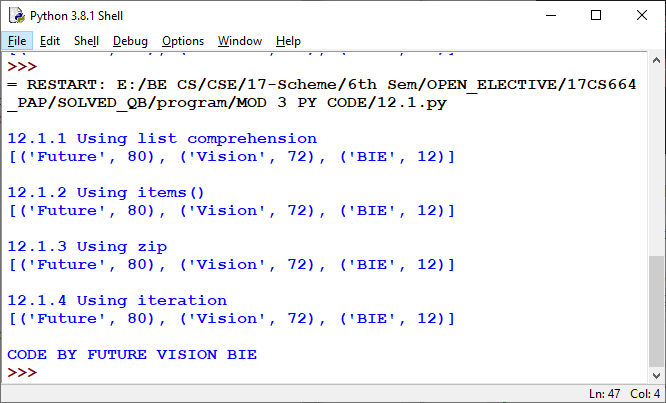 Python 3.8.1 Shell
File Edit Shell Debug Options Window Help
>>>
= RESTART: E:/BE CS/CSE/17-Scheme/6th Sem/OPEN_ELECTIVE/17CS664
_PAP/SOLVED_QB/program/MOD 3 PY CODE/12.1.py
12.1.1 Using list comprehension
[('Future', 80), ('Vision', 72), ('BIE', 12)]
12.1.2 Using items()
[('Future', 80), ('Vision', 72), ('BIE', 12)]
12.1.3 Using zip
[('Future', 80), ('Vision', 72), ('BIE', 12)]
12.1.4 Using iteration
[('Future', 80), ('Vision', 72), ('BIE', 12)]
CODE BY FUTURE VISION BIE
>>>
Ln: 47 Col: 4